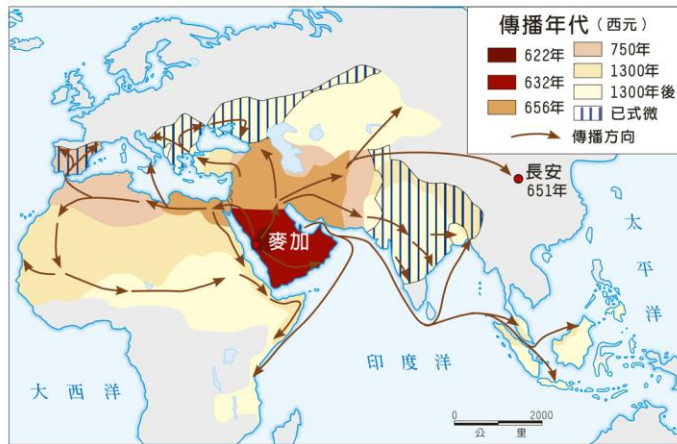 傳播年代（西元）
622年
632年
656年
750年
1300年
1300年後
已式微
傳播方向
長安
651年
麥加
太平洋
印度洋
大西洋
0 2000
公里